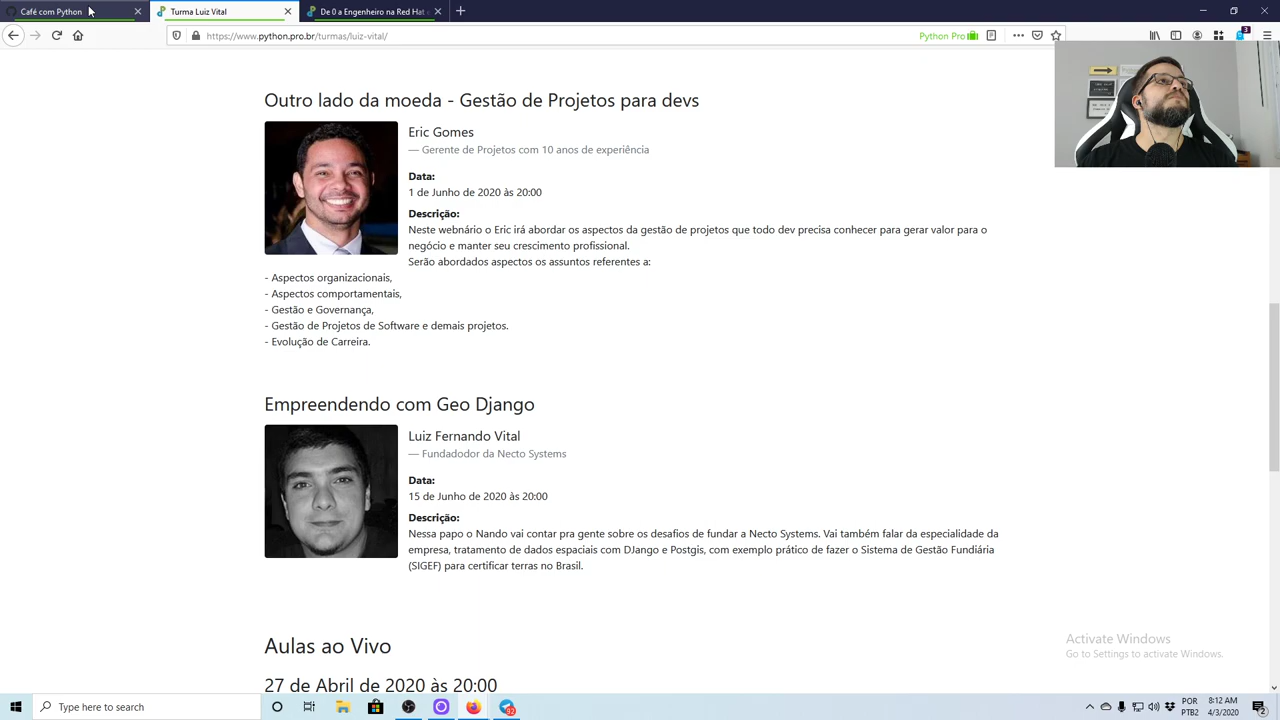 Café com Python
Turma Luiz Vital
De 0 a Engenheiro na Red Hat
https://www.python.pro.br/turmas/luiz-vital/
Python Pro
3
Outro lado da moeda - Gestão de Projetos para devs
Eric Gomes
— Gerente de Projetos com 10 anos de experiência
Data:
1 de Junho de 2020 às 20:00
Descrição:
Neste webnário o Eric irá abordar os aspectos da gestão de projetos que todo dev precisa conhecer para gerar valor para o
negócio e manter seu crescimento profissional.
Serão abordados aspectos os assuntos referentes a:
- Aspectos organizacionais,
- Aspectos comportamentais,
- Gestão e Governança,
- Gestão de Projetos de Software e demais projetos.
- Evolução de Carreira.
Empreendendo com Geo Django
Luiz Fernando Vital
— Fundadodor da Necto Systems
Data:
15 de Junho de 2020 às 20:00
Descrição:
Nessa papo o Nando vai contar pra gente sobre os desafios de fundar a Necto Systems. Vai também falar da especialidade da
empresa, tratamento de dados espaciais com DJango e Postgis, com exemplo prático de fazer o Sistema de Gestão Fundiária
(SIGEF) para certificar terras no Brasil.
Aulas ao Vivo
27 de Abril de 2020 às 20:00
Activate Windows
Go to Settings to activate Windows.
Type here to search
92
POR
PTB2
8:12 AM
4/3/2020
2